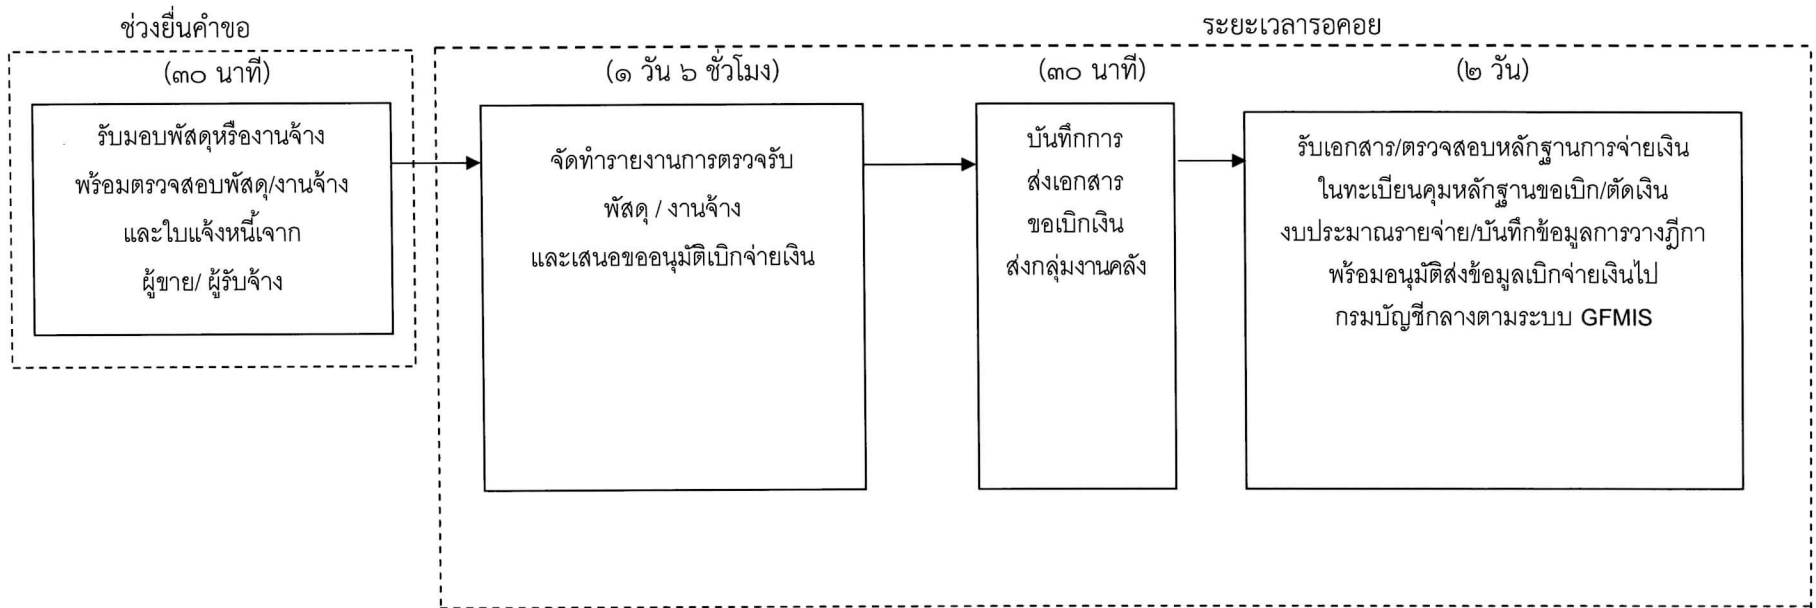 ช่วงยื่นคำขอ
ระยะเวลารอคอย
(๓๐ นาที)
(๑ วัน ๖ ชั่วโมง)
(๓๐ นาที)
(๒ วัน)
รับมอบพัสดุหรืองานจ้าง
พร้อมตรวจสอบพัสดุ/งานจ้าง
และใบแจ้งหนี้เจาก
ผู้ขาย/ ผู้รับจ้าง
จัดทำรายงานการตรวจรับ
พัสดุ / งานจ้าง
และเสนอขออนุมัติเบิกจ่ายเงิน
บันทึกการ
ส่งเอกสาร
ขอเบิกเงิน
ส่งกลุ่มงานคลัง
รับเอกสาร/ตรวจสอบหลักฐานการจ่ายเงิน
ในทะเบียนคุมหลักฐานขอเบิก/ตัดเงิน
งบประมาณรายจ่าย/บันทึกข้อมูลการวางฎีกา
พร้อมอนุมัติส่งข้อมูลเบิกจ่ายเงินไป
กรมบัญชีกลางตามระบบ GFMIS